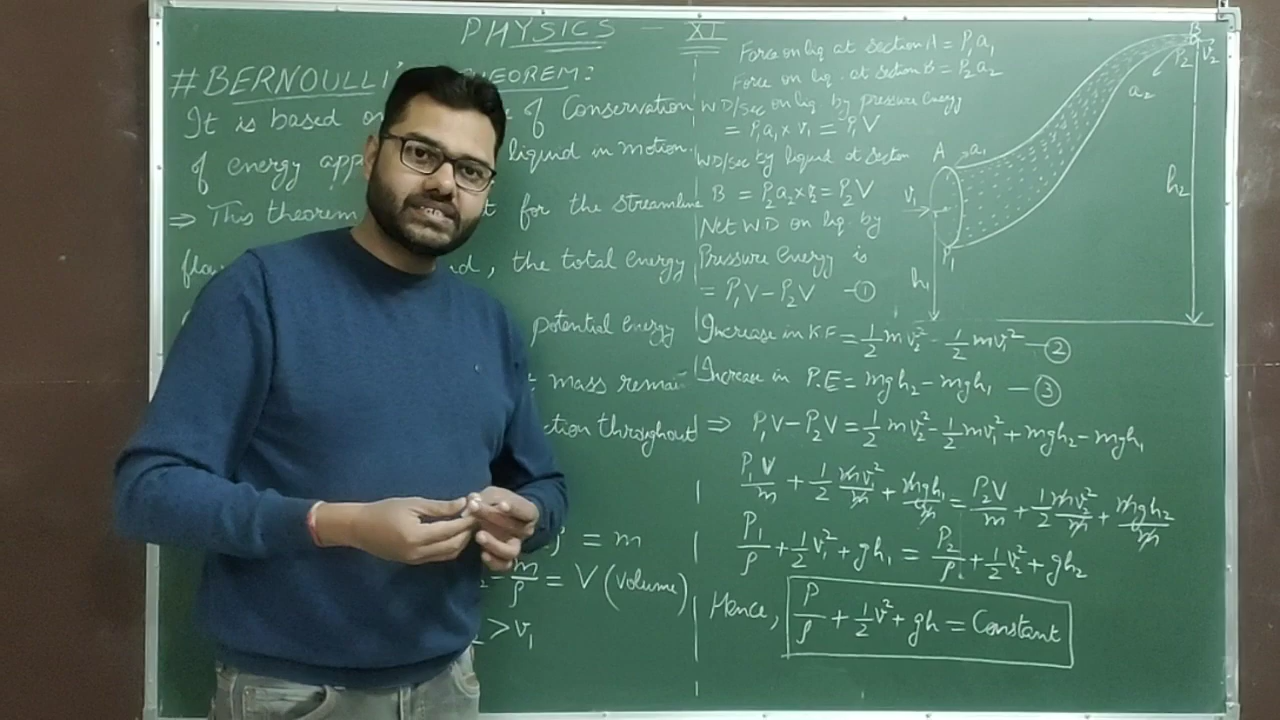 PHYSICS — XI
# BERNOULLI' THEOREM:
It is based on of Conservation
of energy app liquid in motion.
⇒ This theorem for the streamline
flow , the total energy
potential energy
mass remai
ction throughout
ρ = m
m/ρ = V (volume)
> v₁
Force on liq at section A = P₁a₁
Force on liq. at section B = P₂a₂
WD/sec on liq by pressure energy
= P₁a₁ × v₁ = P₁V
WD/sec by liquid at section
B = P₂a₂ × v₂ = P₂V
Net WD on liq by
Pressure energy is
= P₁V − P₂V — ①
Increase in K.E = 1/2 mv₂² − 1/2 mv₁² — ②
Increase in P.E = mgh₂ − mgh₁ — ③
⇒ P₁V − P₂V = 1/2 mv₂² − 1/2 mv₁² + mgh₂ − mgh₁
P₁V/m + 1/2 mv₁²/m + mgh₁/m = P₂V/m + 1/2 mv₂²/m + mgh₂/m
P₁/ρ + 1/2 v₁² + gh₁ = P₂/ρ + 1/2 v₂² + gh₂
Hence, P/ρ + 1/2 v² + gh = Constant
B
P₂
v₂
a₂
A
a₁
v₁
P₁
h₁
h₂